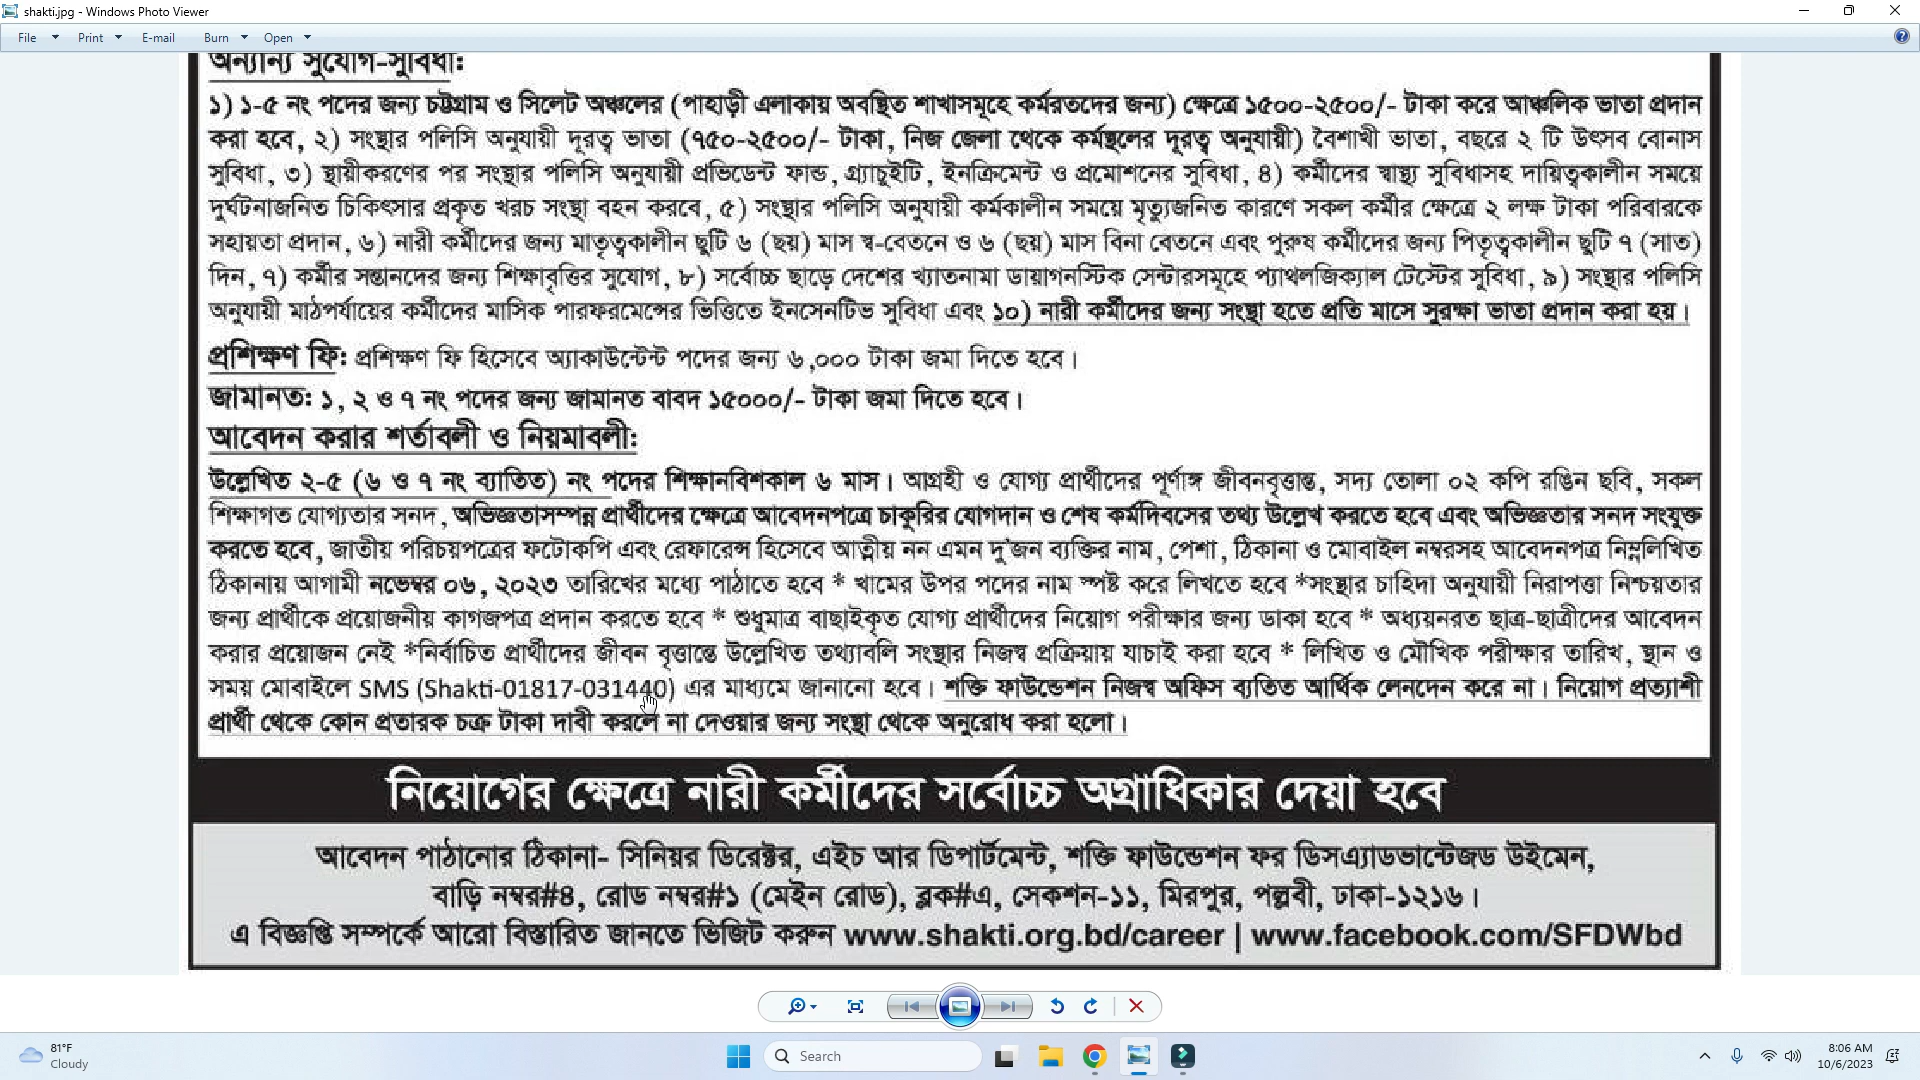 shakti.jpg - Windows Photo Viewer
File Print E-mail Burn Open
অন্যান্য সুযোগ-সুবিধা:
১) ১-৫ নং পদের জন্য চট্টগ্রাম ও সিলেট অঞ্চলের (পাহাড়ী এলাকায় অবস্থিত শাখাসমূহে কর্মরতদের জন্য) ক্ষেত্রে ১৫০০-২৫০০/- টাকা করে আঞ্চলিক ভাতা প্রদান
করা হবে, ২) সংস্থার পলিসি অনুযায়ী দূরত্ব ভাতা (৭৫০-২৫০০/- টাকা, নিজ জেলা থেকে কর্মস্থলের দূরত্ব অনুযায়ী) বৈশাখী ভাতা, বছরে ২ টি উৎসব বোনাস
সুবিধা, ৩) স্থায়ীকরণের পর সংস্থার পলিসি অনুযায়ী প্রভিডেন্ট ফান্ড, গ্র্যাচুইটি, ইনক্রিমেন্ট ও প্রমোশনের সুবিধা, ৪) কর্মীদের স্বাস্থ্য সুবিধাসহ দায়িত্বকালীন সময়ে
দুর্ঘটনাজনিত চিকিৎসার প্রকৃত খরচ সংস্থা বহন করবে, ৫) সংস্থার পলিসি অনুযায়ী কর্মকালীন সময়ে মৃত্যুজনিত কারণে সকল কর্মীর ক্ষেত্রে ২ লক্ষ টাকা পরিবারকে
সহায়তা প্রদান, ৬) নারী কর্মীদের জন্য মাতৃত্বকালীন ছুটি ৬ (ছয়) মাস স্ব-বেতনে ও ৬ (ছয়) মাস বিনা বেতনে এবং পুরুষ কর্মীদের জন্য পিতৃত্বকালীন ছুটি ৭ (সাত)
দিন, ৭) কর্মীর সন্তানদের জন্য শিক্ষাবৃত্তির সুযোগ, ৮) সর্বোচ্চ ছাড়ে দেশের খ্যাতনামা ডায়াগনস্টিক সেন্টারসমূহে প্যাথলজিক্যাল টেস্টের সুবিধা, ৯) সংস্থার পলিসি
অনুযায়ী মাঠপর্যায়ের কর্মীদের মাসিক পারফরমেন্সের ভিত্তিতে ইনসেনটিভ সুবিধা এবং ১০) নারী কর্মীদের জন্য সংস্থা হতে প্রতি মাসে সুরক্ষা ভাতা প্রদান করা হয়।
প্রশিক্ষণ ফি: প্রশিক্ষণ ফি হিসেবে অ্যাকাউন্টেন্ট পদের জন্য ৬,০০০ টাকা জমা দিতে হবে।
জামানত: ১, ২ ও ৭ নং পদের জন্য জামানত বাবদ ১৫০০০/- টাকা জমা দিতে হবে।
আবেদন করার শর্তাবলী ও নিয়মাবলী:
উল্লেখিত ২-৫ (৬ ও ৭ নং ব্যাতিত) নং পদের শিক্ষানবিশকাল ৬ মাস। আগ্রহী ও যোগ্য প্রার্থীদের পূর্ণাঙ্গ জীবনবৃত্তান্ত, সদ্য তোলা ০২ কপি রঙিন ছবি, সকল
শিক্ষাগত যোগ্যতার সনদ, অভিজ্ঞতাসম্পন্ন প্রার্থীদের ক্ষেত্রে আবেদনপত্রে চাকুরির যোগদান ও শেষ কর্মদিবসের তথ্য উল্লেখ করতে হবে এবং অভিজ্ঞতার সনদ সংযুক্ত
করতে হবে, জাতীয় পরিচয়পত্রের ফটোকপি এবং রেফারেন্স হিসেবে আত্নীয় নন এমন দু'জন ব্যক্তির নাম, পেশা, ঠিকানা ও মোবাইল নম্বরসহ আবেদনপত্র নিম্নলিখিত
ঠিকানায় আগামী নভেম্বর ০৬, ২০২৩ তারিখের মধ্যে পাঠাতে হবে * খামের উপর পদের নাম স্পষ্ট করে লিখতে হবে *সংস্থার চাহিদা অনুযায়ী নিরাপত্তা নিশ্চয়তার
জন্য প্রার্থীকে প্রয়োজনীয় কাগজপত্র প্রদান করতে হবে * শুধুমাত্র বাছাইকৃত যোগ্য প্রার্থীদের নিয়োগ পরীক্ষার জন্য ডাকা হবে * অধ্যয়নরত ছাত্র-ছাত্রীদের আবেদন
করার প্রয়োজন নেই *নির্বাচিত প্রার্থীদের জীবন বৃত্তান্তে উল্লেখিত তথ্যাবলি সংস্থার নিজস্ব প্রক্রিয়ায় যাচাই করা হবে * লিখিত ও মৌখিক পরীক্ষার তারিখ, স্থান ও
সময় মোবাইলে SMS (Shakti-01817-031440) এর মাধ্যমে জানানো হবে। শক্তি ফাউন্ডেশন নিজস্ব অফিস ব্যতিত আর্থিক লেনদেন করে না। নিয়োগ প্রত্যাশী
প্রার্থী থেকে কোন প্রতারক চক্র টাকা দাবী করলে না দেওয়ার জন্য সংস্থা থেকে অনুরোধ করা হলো।
নিয়োগের ক্ষেত্রে নারী কর্মীদের সর্বোচ্চ অগ্রাধিকার দেয়া হবে
আবেদন পাঠানোর ঠিকানা- সিনিয়র ডিরেক্টর, এইচ আর ডিপার্টমেন্ট, শক্তি ফাউন্ডেশন ফর ডিসএ্যাডভান্টেজড উইমেন,
বাড়ি নম্বর#৪, রোড নম্বর#১ (মেইন রোড), ব্লক#এ, সেকশন-১১, মিরপুর, পল্লবী, ঢাকা-১২১৬।
এ বিজ্ঞপ্তি সম্পর্কে আরো বিস্তারিত জানতে ভিজিট করুন www.shakti.org.bd/career | www.facebook.com/SFDWbd
81°F
Cloudy
Search
8:06 AM
10/6/2023